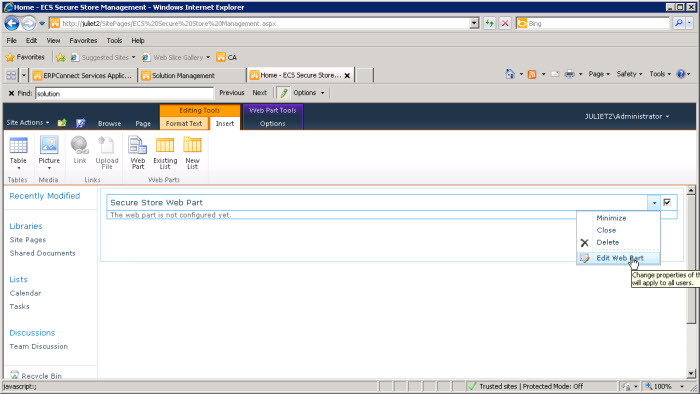 Home - ECS Secure Store Management - Windows Internet Explorer
http://juliet2/SitePages/ECS%20Secure%20Store%20Management.aspx
Bing
File Edit View Favorites Tools Help
Favorites Suggested Sites Web Slice Gallery CA
ERPConnect Services Applic... Solution Management Home - ECS Secure Store... X
Page Safety Tools
X Find: solution Previous Next Options
Editing Tools Web Part Tools
Site Actions Browse Page Format Text Insert Options JULIET2\Administrator
Table Picture Link Upload File Web Part Existing List New List
Tables Media Links Web Parts
Recently Modified
Libraries
Site Pages
Shared Documents
Lists
Calendar
Tasks
Discussions
Team Discussion
Recycle Bin
Secure Store Web Part
The web part is not configured yet.
Minimize
Close
Delete
Edit Web Part
Change properties of th
will apply to all users.
javascript:; Trusted sites | Protected Mode: Off 100%